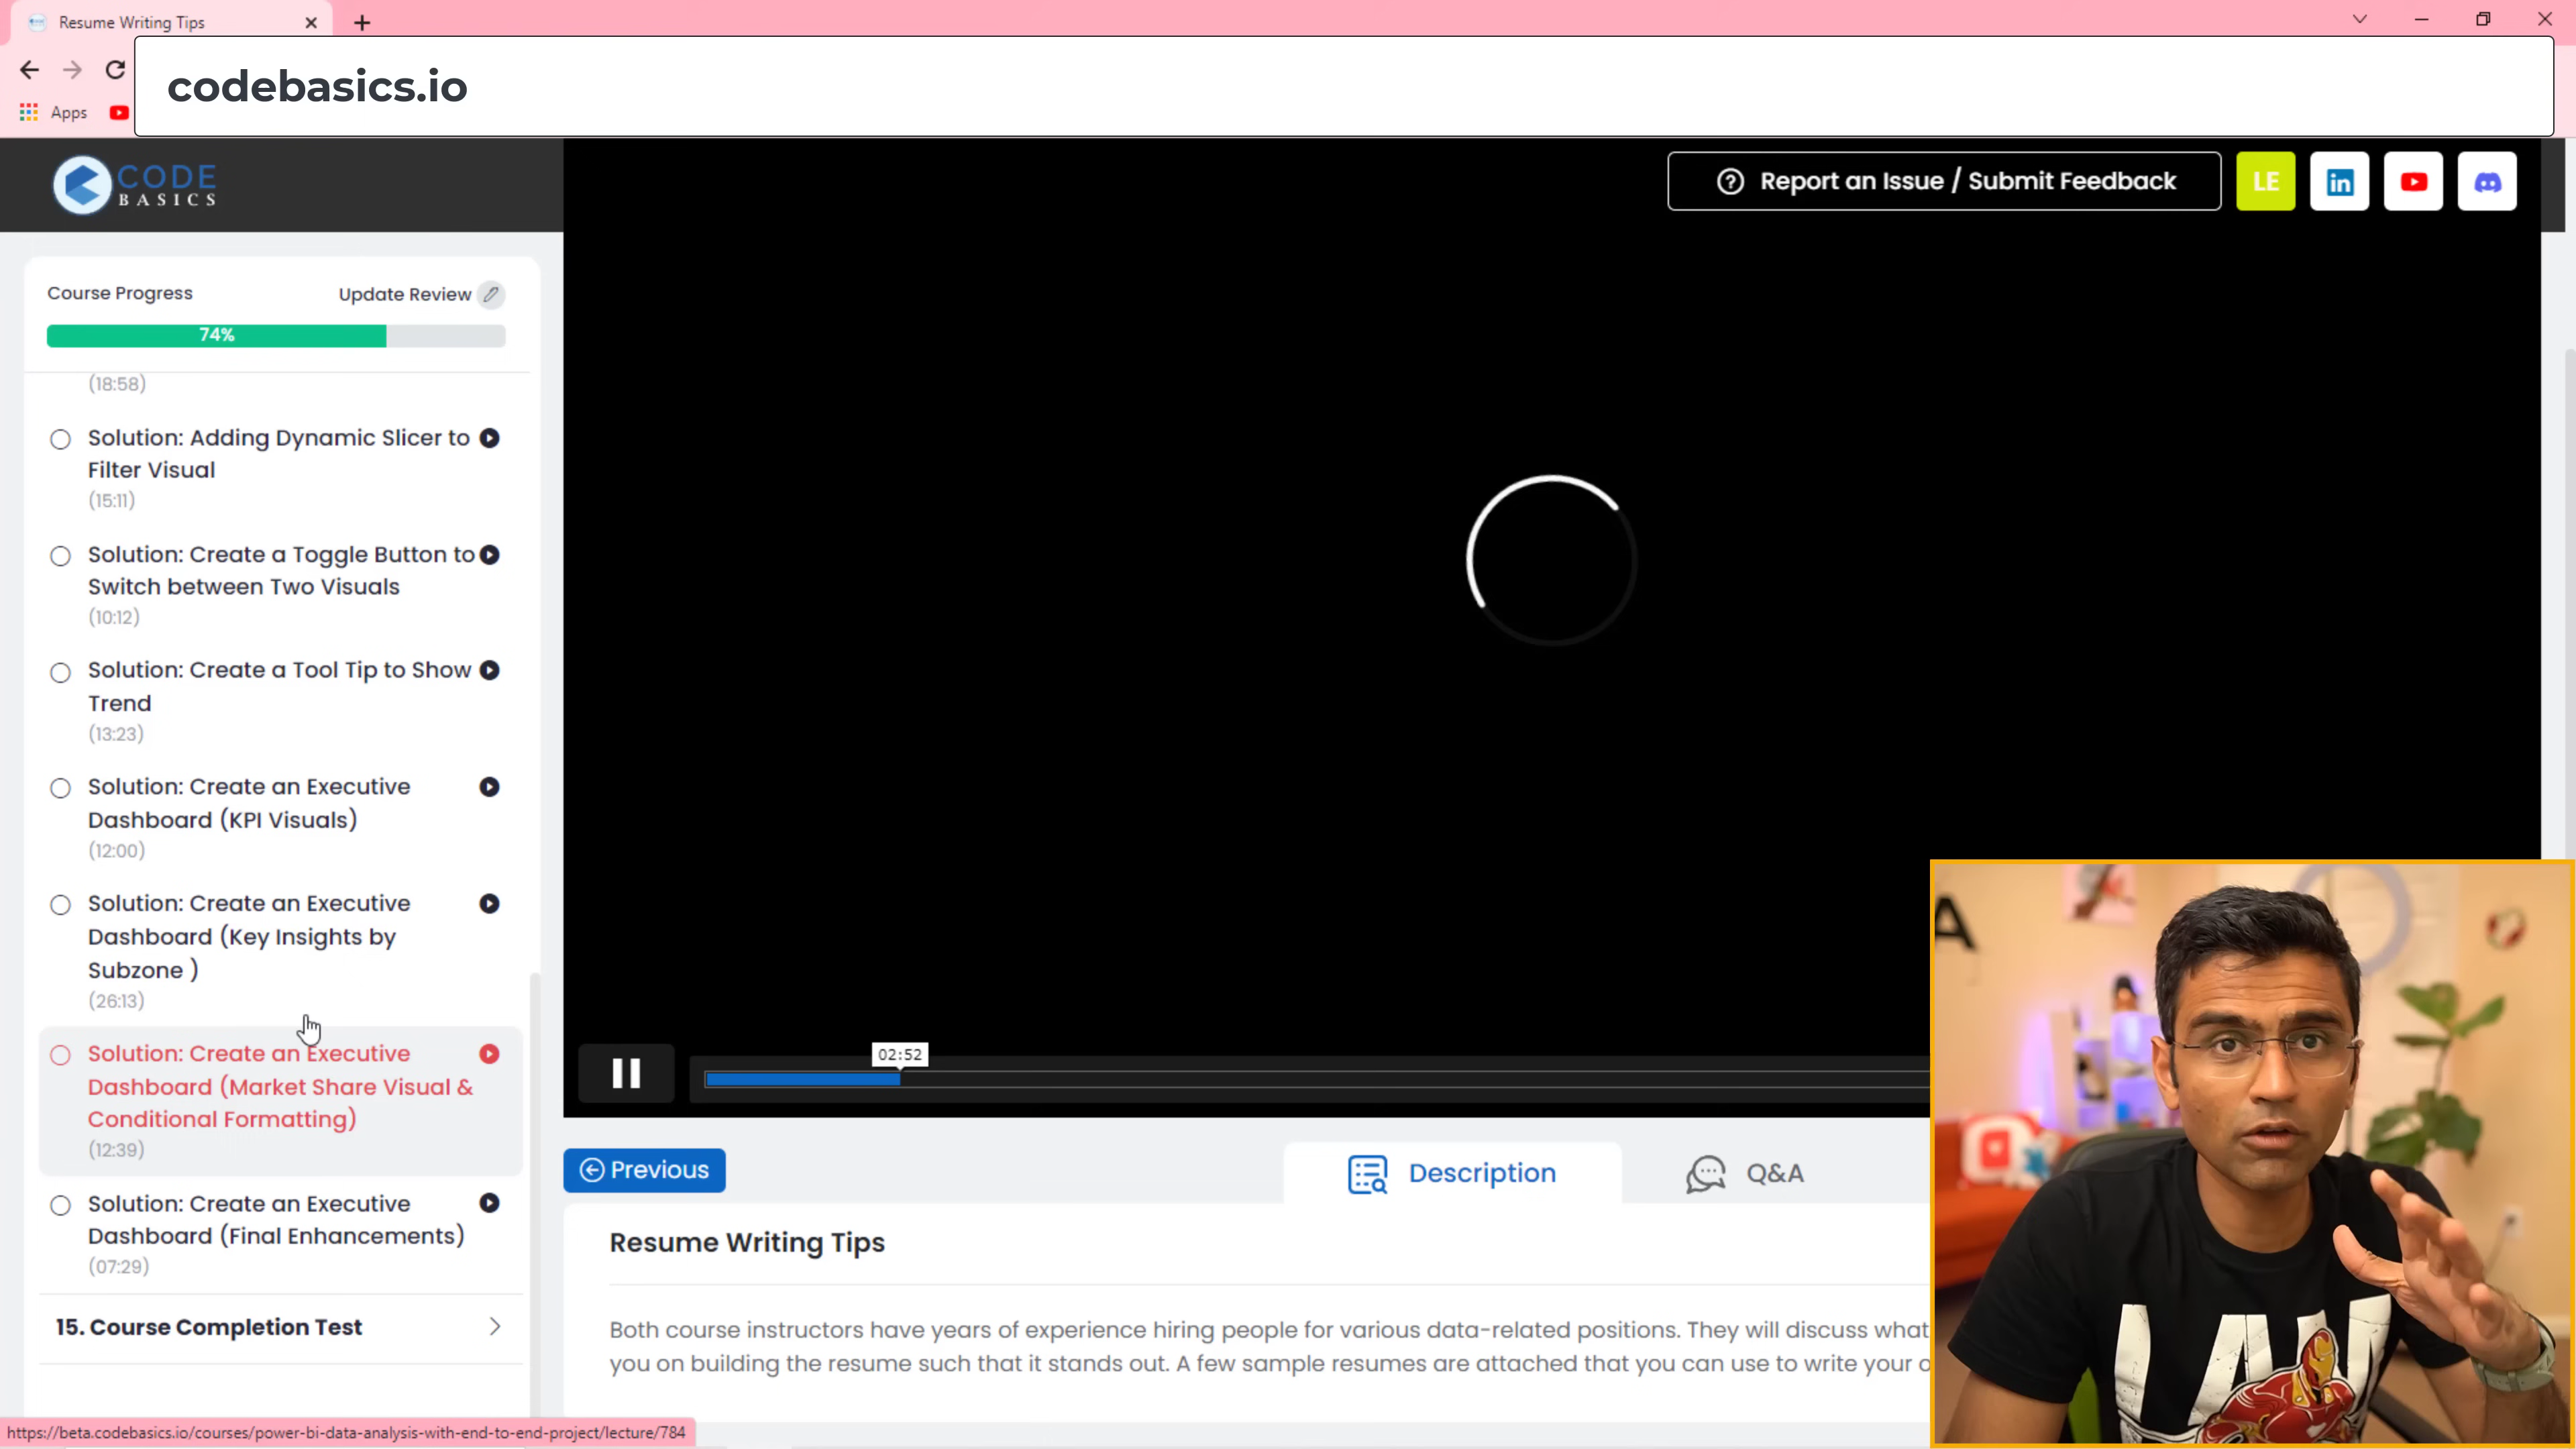 Resume Writing Tips
codebasics.io
Apps
CODE
BASICS
Report an Issue / Submit Feedback
LE
in
Course Progress
Update Review
74%
(18:58)
Solution: Adding Dynamic Slicer to
Filter Visual
(15:11)
Solution: Create a Toggle Button to
Switch between Two Visuals
(10:12)
Solution: Create a Tool Tip to Show
Trend
(13:23)
Solution: Create an Executive
Dashboard (KPI Visuals)
(12:00)
Solution: Create an Executive
Dashboard (Key Insights by
Subzone )
(26:13)
Solution: Create an Executive
Dashboard (Market Share Visual &
Conditional Formatting)
(12:39)
Solution: Create an Executive
Dashboard (Final Enhancements)
(07:29)
15. Course Completion Test
02:52
Previous
Description
Q&A
Resume Writing Tips
Both course instructors have years of experience hiring people for various data-related positions. They will discuss what
you on building the resume such that it stands out. A few sample resumes are attached that you can use to write your
https://beta.codebasics.io/courses/power-bi-data-analysis-with-end-to-end-project/lecture/784
A